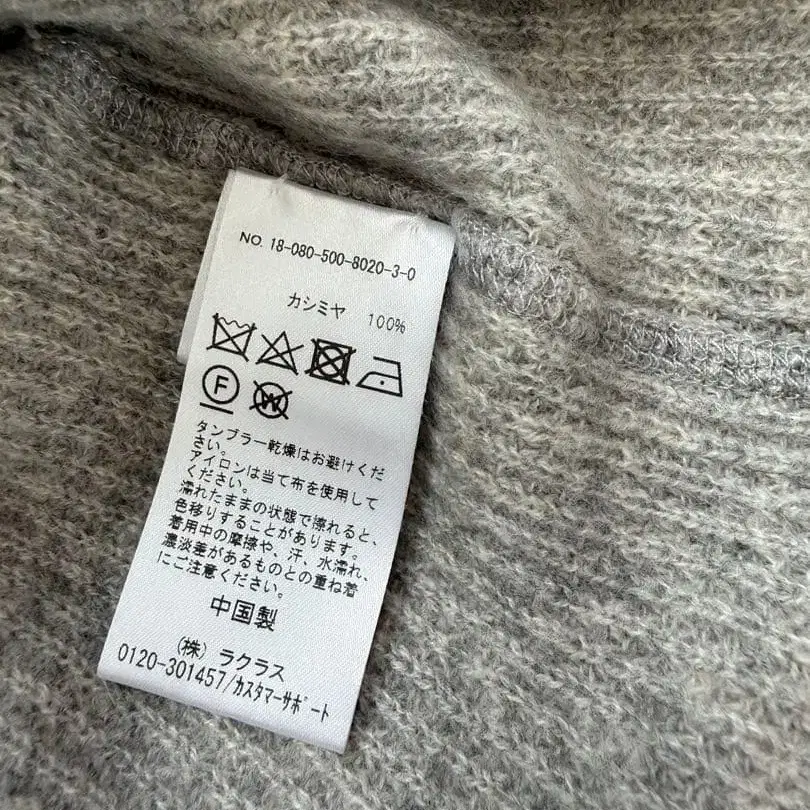 NO. 18-080-500-8020-3-0
カシミヤ 100%
F
W
タンブラー乾燥はお避けくだ
さい。
アイロンは当て布を使用して
ください。
濡れたままの状態で擦れると、
色移りすることがあります。
着用中の摩擦や、汗、水濡れ、
濃淡差があるものとの重ね着
にご注意ください。
中国製
(株) ラクラス
0120-301457/カスタマーサポート